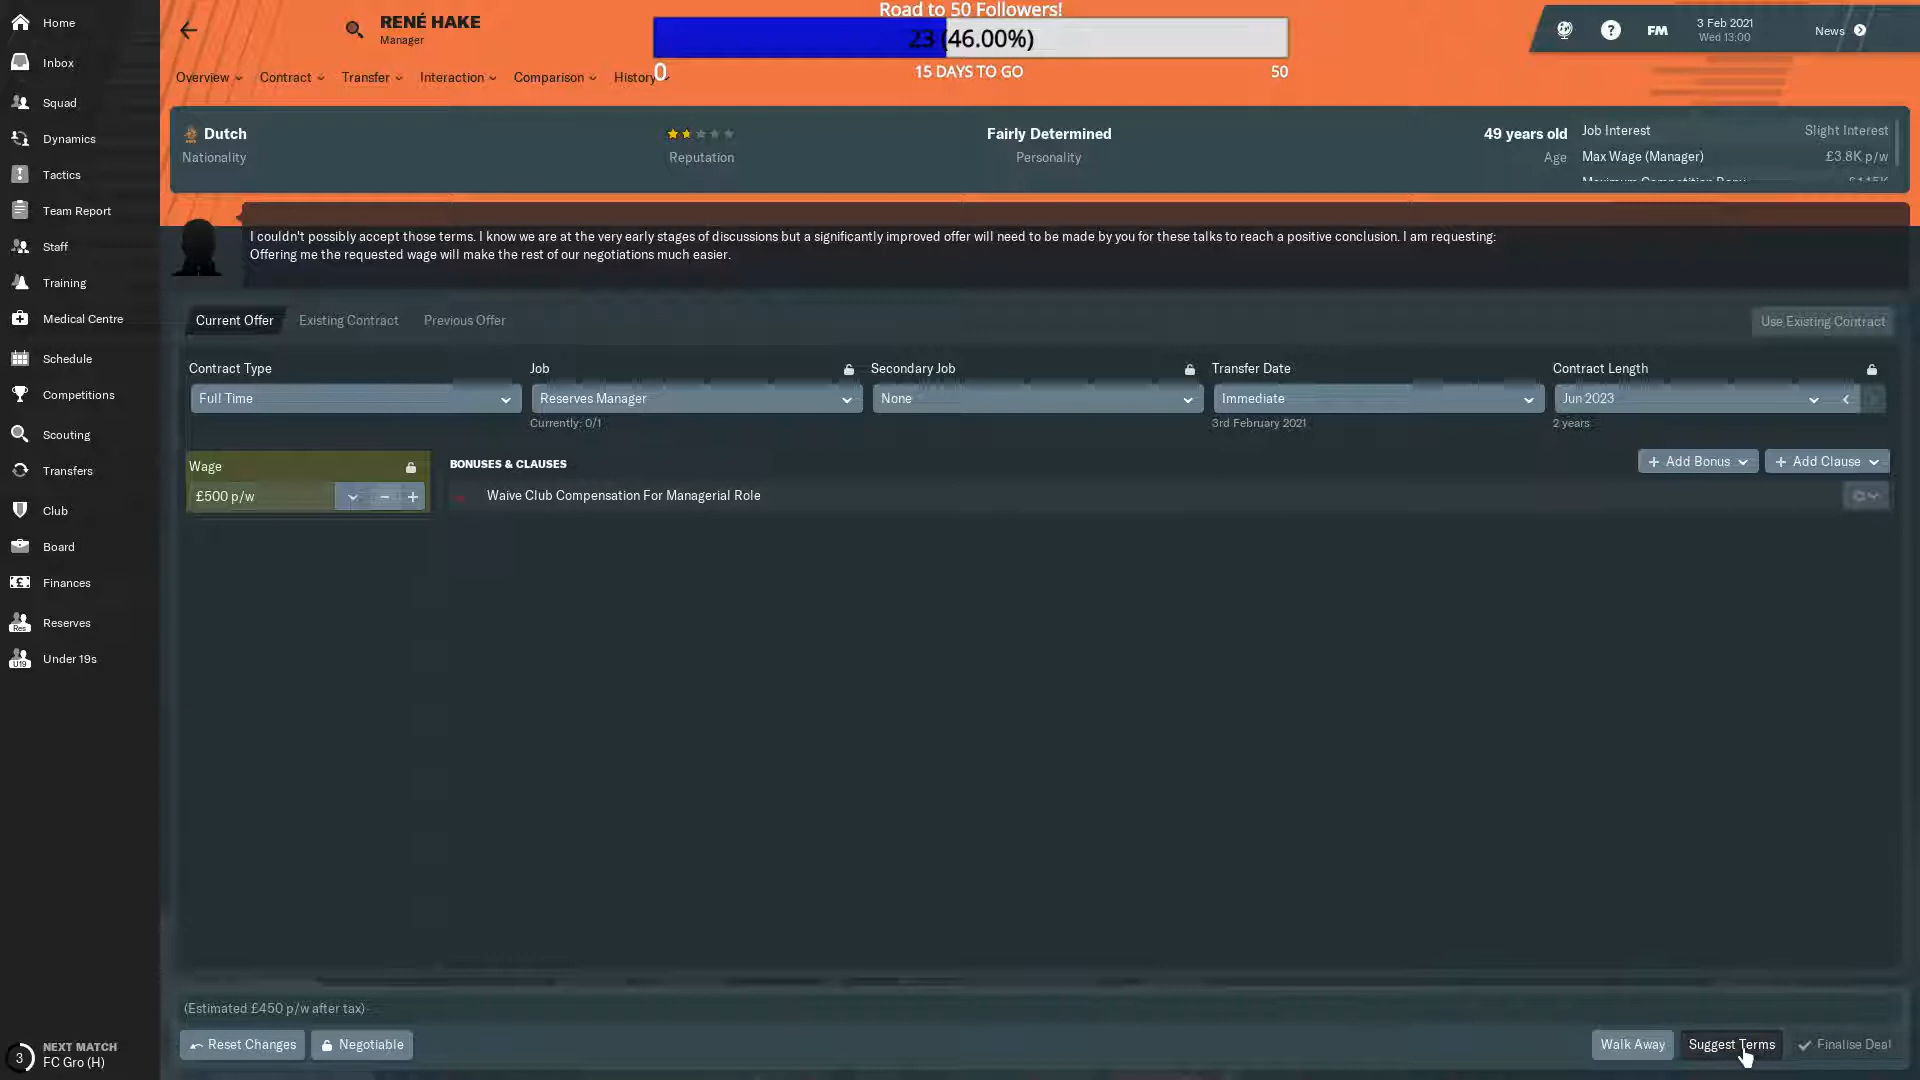 Home
Inbox
Squad
Dynamics
Tactics
Team Report
Staff
Training
Medical Centre
Schedule
Competitions
Scouting
Transfers
Club
Board
Finances
Res
Reserves
U19
Under 19s
3
NEXT MATCH
FC Gro (H)
RENÉ HAKE
Manager
Overview
Contract
Transfer
Interaction
Comparison
History
Road to 50 Followers!
23 (46.00%)
0
15 DAYS TO GO
50
FM
3 Feb 2021
Wed 13:00
News
Dutch
Nationality
Reputation
Fairly Determined
Personality
49 years old
Age
Job Interest Slight Interest
Max Wage (Manager) £3.8K p/w
I couldn't possibly accept those terms. I know we are at the very early stages of discussions but a significantly improved offer will need to be made by you for these talks to reach a positive conclusion. I am requesting:
Offering me the requested wage will make the rest of our negotiations much easier.
Current Offer
Existing Contract
Previous Offer
Use Existing Contract
Contract Type
Full Time
Job
Reserves Manager
Currently: 0/1
Secondary Job
None
Transfer Date
Immediate
3rd February 2021
Contract Length
Jun 2023
2 years
Wage
£500 p/w
BONUSES & CLAUSES
Add Bonus
Add Clause
Waive Club Compensation For Managerial Role
(Estimated £450 p/w after tax)
Reset Changes
Negotiable
Walk Away
Suggest Terms
Finalise Deal